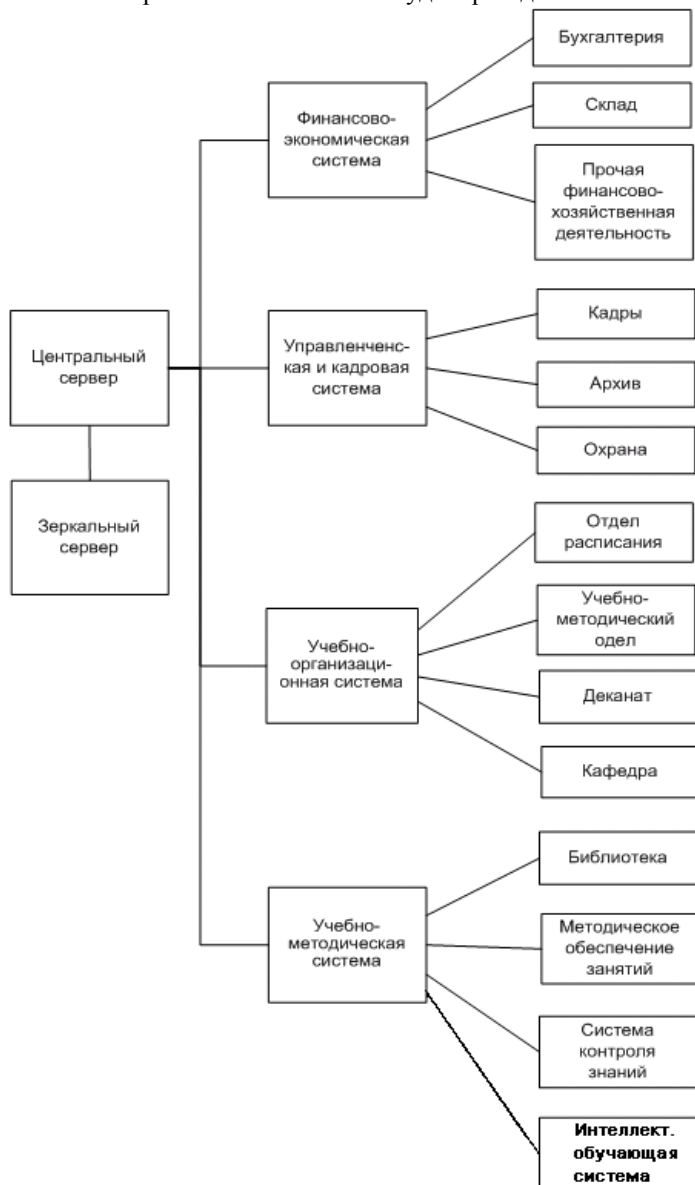 Бухгалтерия
Финансово-
экономическая
система
Склад
Прочая
финансово-
хозяйственная
деятельность
Центральный
сервер
Управленчес-
кая и кадровая
система
Кадры
Архив
Охрана
Зеркальный
сервер
Отдел
расписания
Учебно-
организаци-
онная система
Учебно-
методический
одел
Деканат
Кафедра
Библиотека
Учебно-
методическая
система
Методическое
обеспечение
занятий
Система
контроля
знаний
Интеллект.
обучающая
система